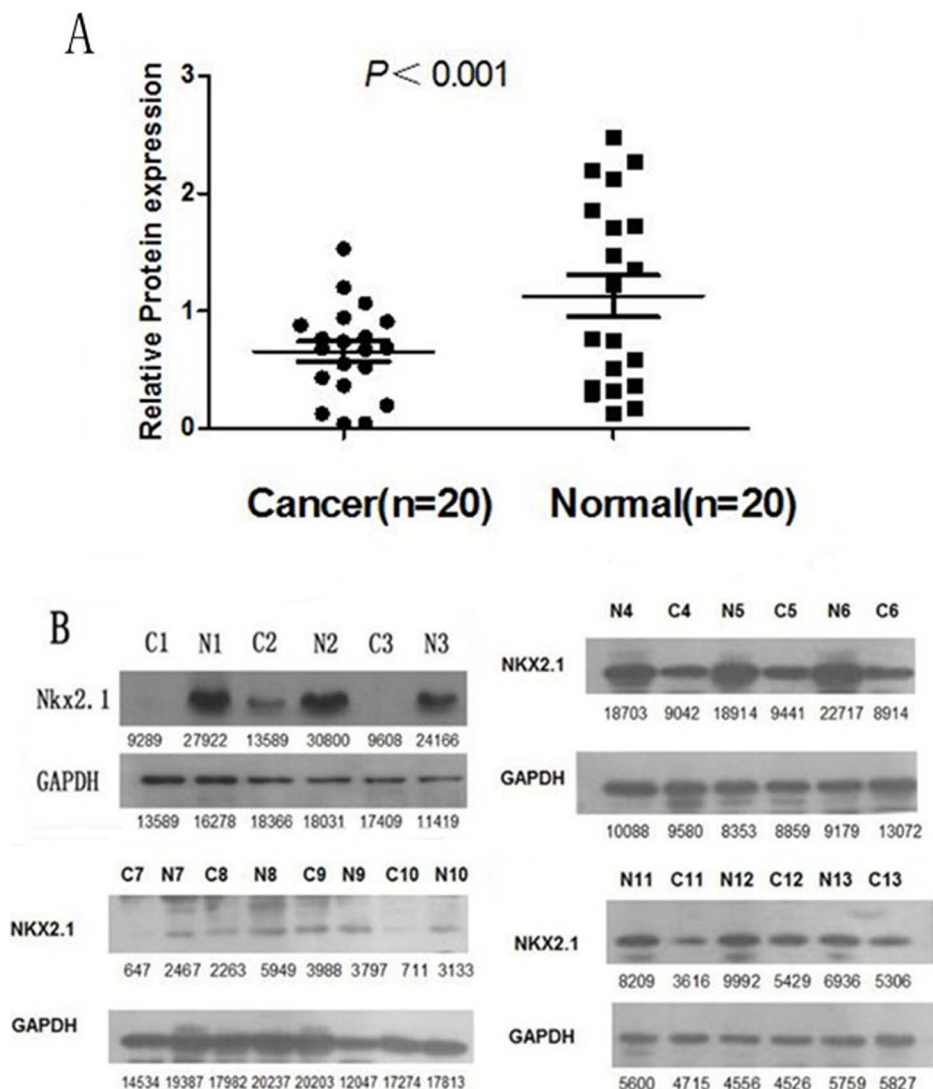 A
P< 0.001
Relative Protein expression
3
2
1
0
Cancer(n=20) Normal(n=20)
B
C1 N1 C2 N2 C3 N3
Nkx2.1
9289 27922 13589 30800 9608 24166
GAPDH
13589 16278 18366 18031 17409 11419
N4 C4 N5 C5 N6 C6
NKX2.1
18703 9042 18914 9441 22717 8914
GAPDH
10088 9580 8353 8859 9179 13072
C7 N7 C8 N8 C9 N9 C10 N10
NKX2.1
647 2467 2263 5949 3988 3797 711 3133
GAPDH
14534 19387 17982 20237 20203 12047 17274 17813
N11 C11 N12 C12 N13 C13
NKX2.1
8209 3616 9992 5429 6936 5306
GAPDH
5600 4715 4556 4526 5759 5827